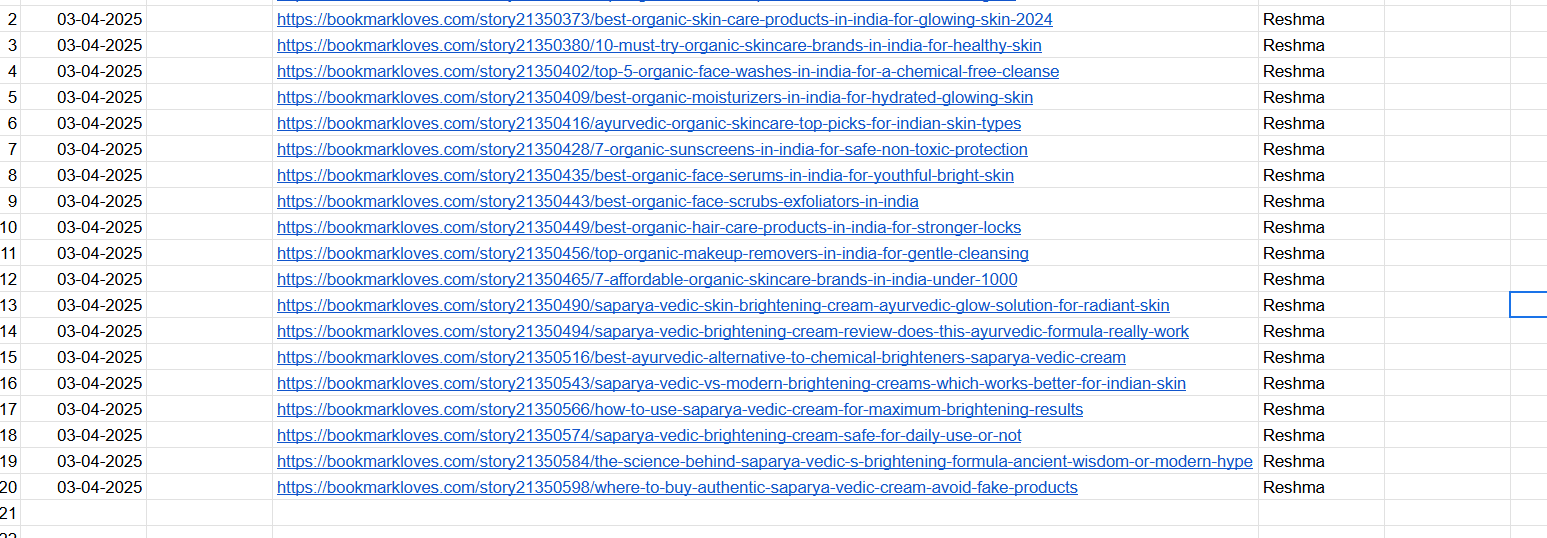 2 03-04-2025 https://bookmarkloves.com/story21350373/best-organic-skin-care-products-in-india-for-glowing-skin-2024 Reshma
3 03-04-2025 https://bookmarkloves.com/story21350380/10-must-try-organic-skincare-brands-in-india-for-healthy-skin Reshma
4 03-04-2025 https://bookmarkloves.com/story21350402/top-5-organic-face-washes-in-india-for-a-chemical-free-cleanse Reshma
5 03-04-2025 https://bookmarkloves.com/story21350409/best-organic-moisturizers-in-india-for-hydrated-glowing-skin Reshma
6 03-04-2025 https://bookmarkloves.com/story21350416/ayurvedic-organic-skincare-top-picks-for-indian-skin-types Reshma
7 03-04-2025 https://bookmarkloves.com/story21350428/7-organic-sunscreens-in-india-for-safe-non-toxic-protection Reshma
8 03-04-2025 https://bookmarkloves.com/story21350435/best-organic-face-serums-in-india-for-youthful-bright-skin Reshma
9 03-04-2025 https://bookmarkloves.com/story21350443/best-organic-face-scrubs-exfoliators-in-india Reshma
10 03-04-2025 https://bookmarkloves.com/story21350449/best-organic-hair-care-products-in-india-for-stronger-locks Reshma
11 03-04-2025 https://bookmarkloves.com/story21350456/top-organic-makeup-removers-in-india-for-gentle-cleansing Reshma
12 03-04-2025 https://bookmarkloves.com/story21350465/7-affordable-organic-skincare-brands-in-india-under-1000 Reshma
13 03-04-2025 https://bookmarkloves.com/story21350490/saparya-vedic-skin-brightening-cream-ayurvedic-glow-solution-for-radiant-skin Reshma
14 03-04-2025 https://bookmarkloves.com/story21350494/saparya-vedic-brightening-cream-review-does-this-ayurvedic-formula-really-work Reshma
15 03-04-2025 https://bookmarkloves.com/story21350516/best-ayurvedic-alternative-to-chemical-brighteners-saparya-vedic-cream Reshma
16 03-04-2025 https://bookmarkloves.com/story21350543/saparya-vedic-vs-modern-brightening-creams-which-works-better-for-indian-skin Reshma
17 03-04-2025 https://bookmarkloves.com/story21350566/how-to-use-saparya-vedic-cream-for-maximum-brightening-results Reshma
18 03-04-2025 https://bookmarkloves.com/story21350574/saparya-vedic-brightening-cream-safe-for-daily-use-or-not Reshma
19 03-04-2025 https://bookmarkloves.com/story21350584/the-science-behind-saparya-vedic-s-brightening-formula-ancient-wisdom-or-modern-hype Reshma
20 03-04-2025 https://bookmarkloves.com/story21350598/where-to-buy-authentic-saparya-vedic-cream-avoid-fake-products Reshma
21